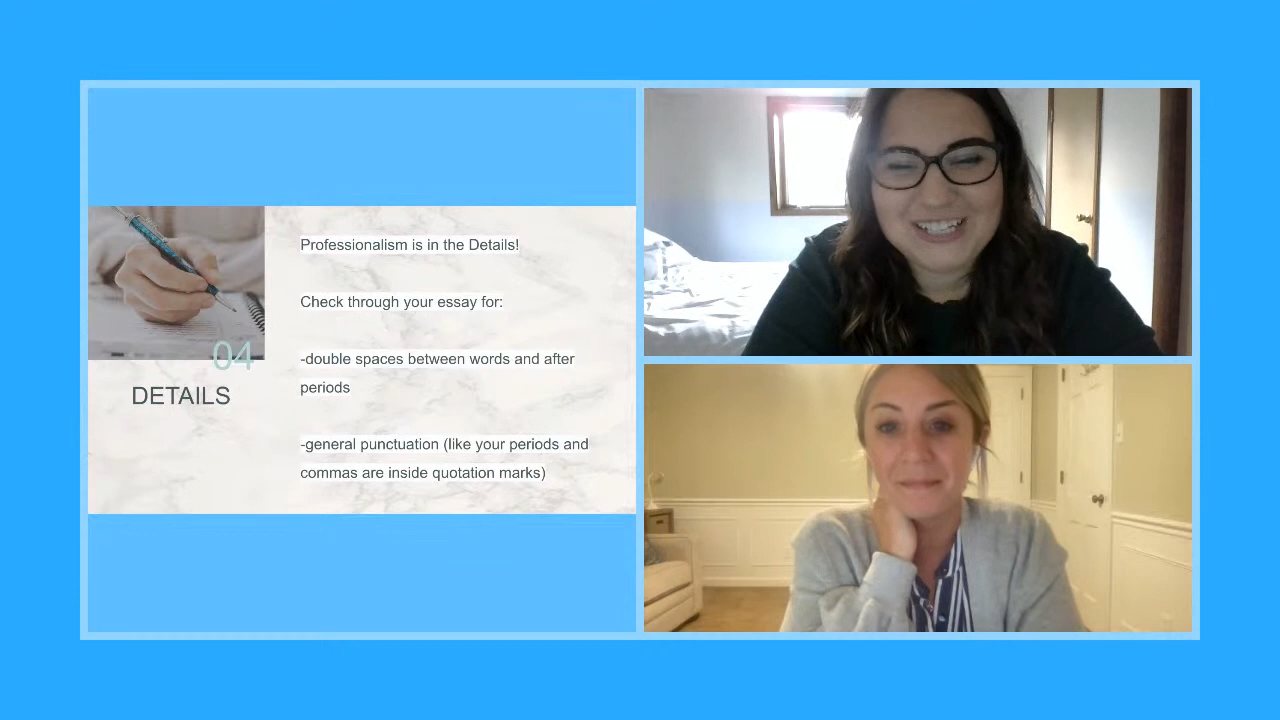 04
DETAILS
Professionalism is in the Details!
Check through your essay for:
-double spaces between words and after
periods
-general punctuation (like your periods and
commas are inside quotation marks)